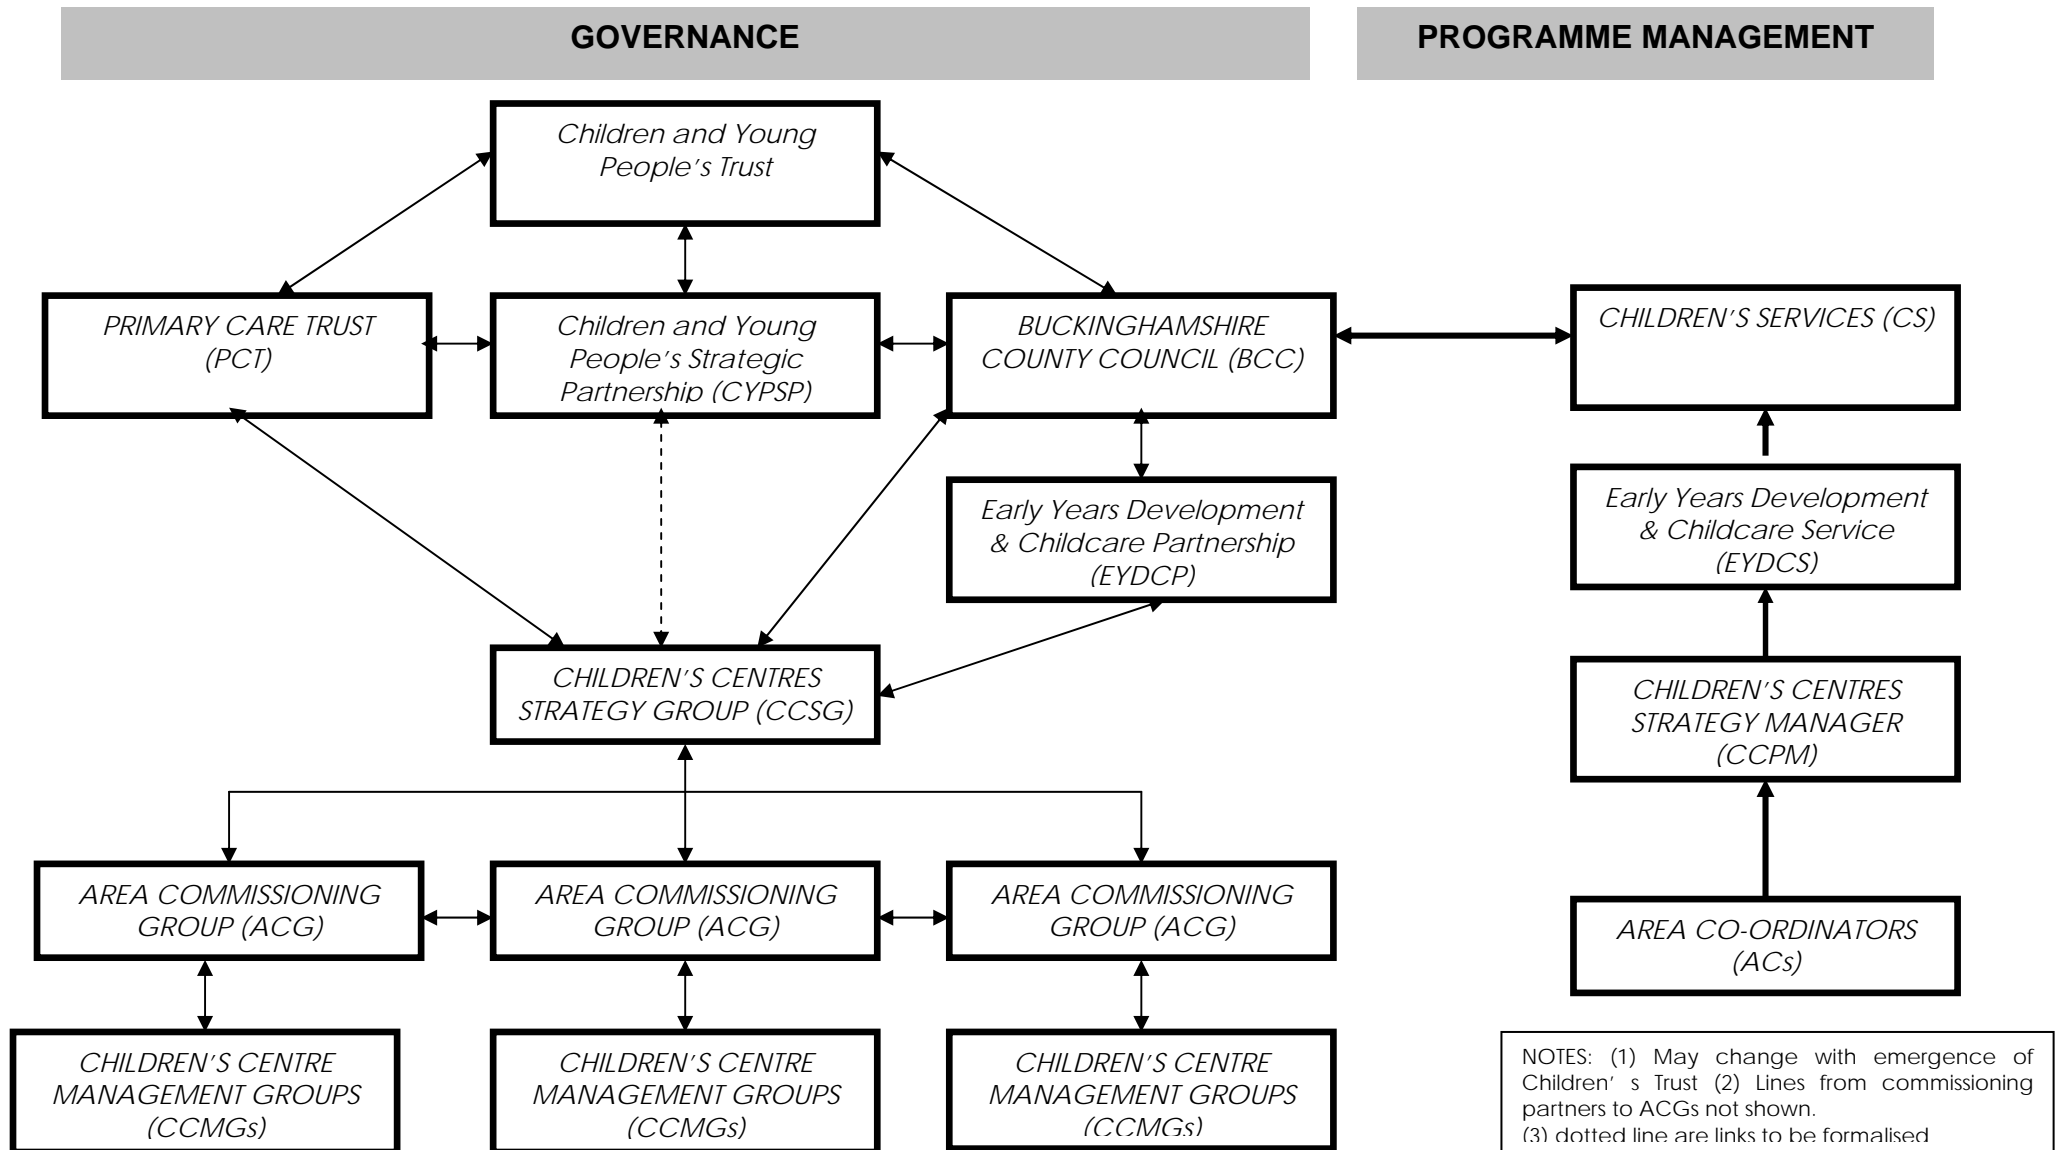 GOVERNANCE
PROGRAMME MANAGEMENT
Children and Young
People's Trust
PRIMARY CARE TRUST
(PCT)
Children and Young
People's Strategic
Partnership (CYPSP)
BUCKINGHAMSHIRE
COUNTY COUNCIL (BCC)
CHILDREN'S SERVICES (CS)
Early Years Development
& Childcare Partnership
(EYDCP)
Early Years Development
& Childcare Service
(EYDCS)
CHILDREN'S CENTRES
STRATEGY GROUP (CCSG)
CHILDREN'S CENTRES
STRATEGY MANAGER
(CCPM)
AREA COMMISSIONING
GROUP (ACG)
AREA COMMISSIONING
GROUP (ACG)
AREA COMMISSIONING
GROUP (ACG)
AREA CO-ORDINATORS
(ACs)
CHILDREN'S CENTRE
MANAGEMENT GROUPS
(CCMGs)
CHILDREN'S CENTRE
MANAGEMENT GROUPS
(CCMGs)
CHILDREN'S CENTRE
MANAGEMENT GROUPS
(CCMGs)
NOTES: (1) May change with emergence of
Children' s Trust (2) Lines from commissioning
partners to ACGs not shown.
(3) dotted line are links to be formalised